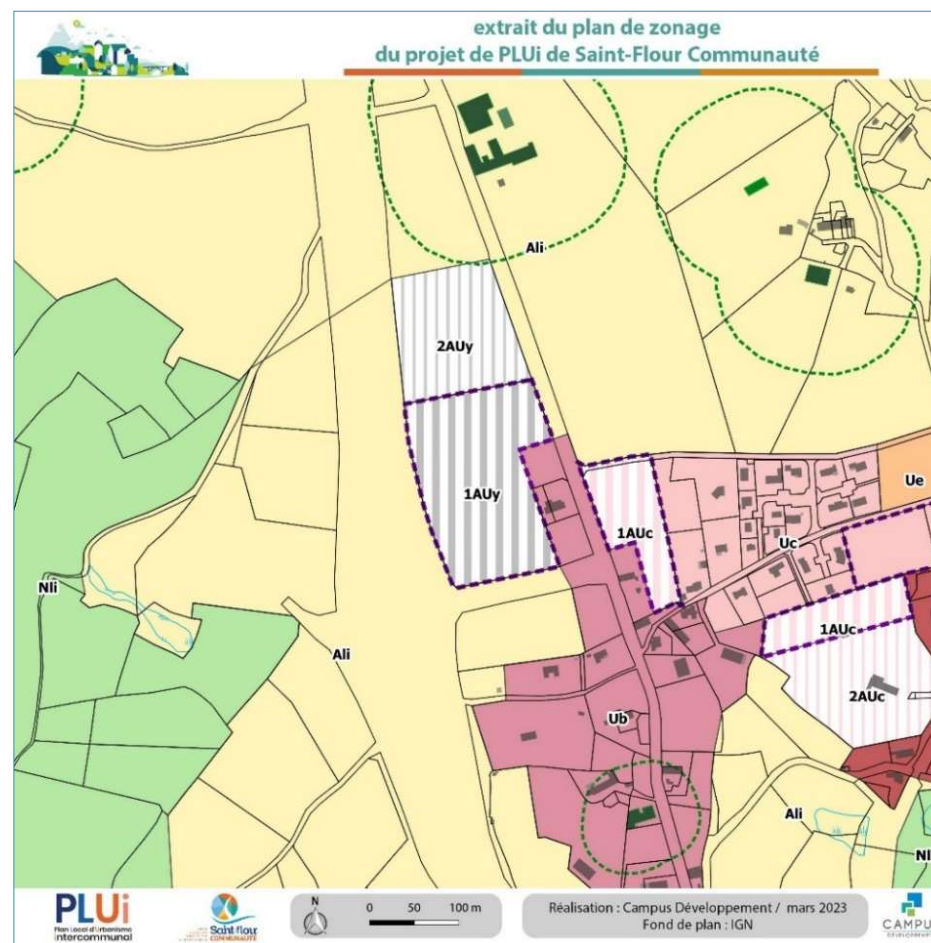 extrait du plan de zonage
du projet de PLUi de Saint-Flour Communauté
Ali
2AUy
1AUy
1AUc
Ue
Uc
Nli
1AUc
Ali
2AUc
Ub
Ali
Nl
PLUi
Plan Local d'Urbanisme
intercommunal
Saint-flour
COMMUNAUTÉ
N
0 50 100 m
Réalisation : Campus Développement / mars 2023
Fond de plan : IGN
CAMPU